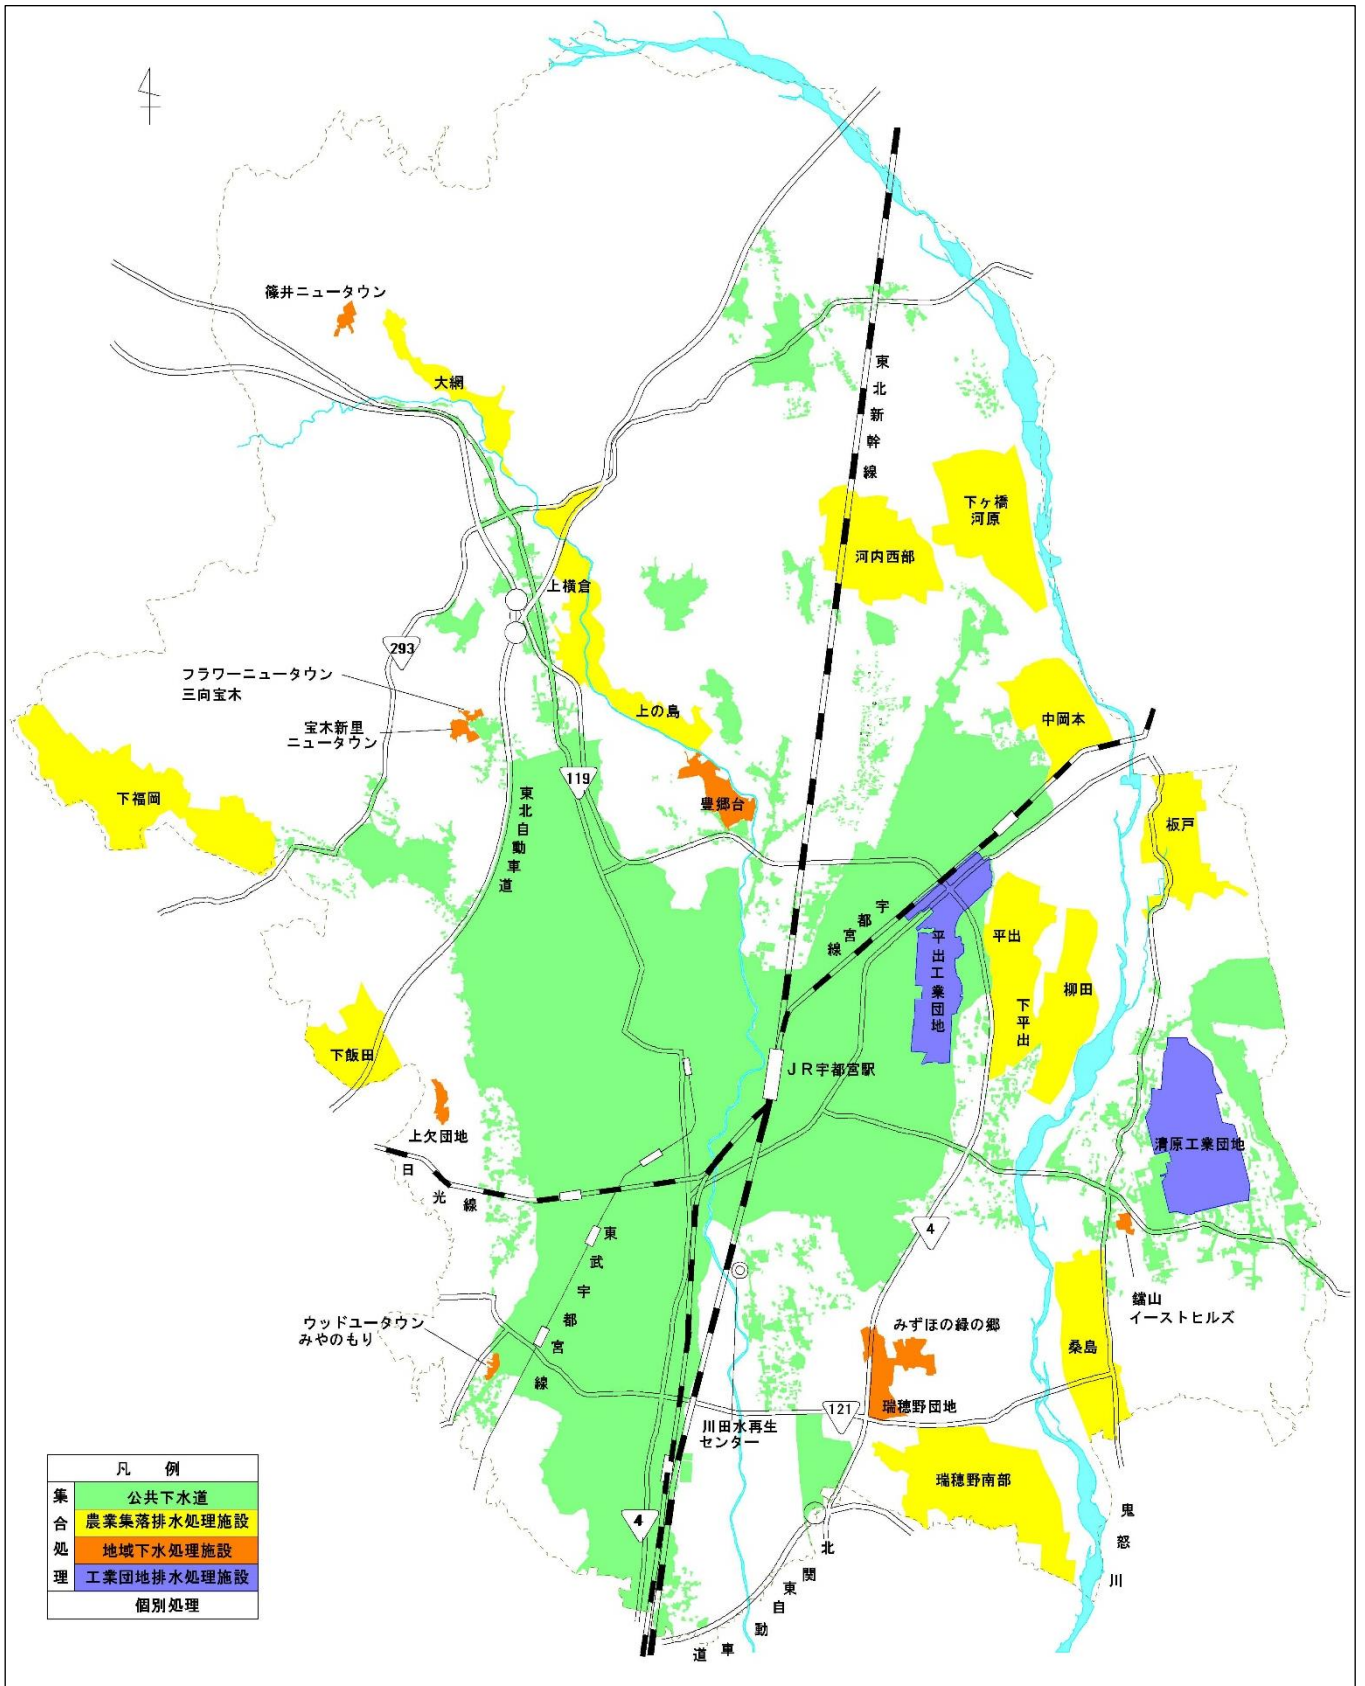 篠井ニュータウン
大網
東北新幹線
下ヶ橋
河原
河内西部
上横倉
293
フラワーニュータウン
三向宝木
宝木新里
ニュータウン
上の島
中岡本
119
豊郷台
下福岡
東北自動車道
板戸
宇都宮線
平出工業団地
平出
下平出
柳田
下飯田
JR宇都宮駅
上欠団地
日光線
清原工業団地
東武宇都宮線
4
鐺山
イーストヒルズ
ウッドユータウン
みやのもり
みずほの緑の郷
桑島
瑞穂野団地
121
川田水再生
センター
瑞穂野南部
鬼怒川
4
北関東自動車道
凡 例
集合処理
公共下水道
農業集落排水処理施設
地域下水処理施設
工業団地排水処理施設
個別処理